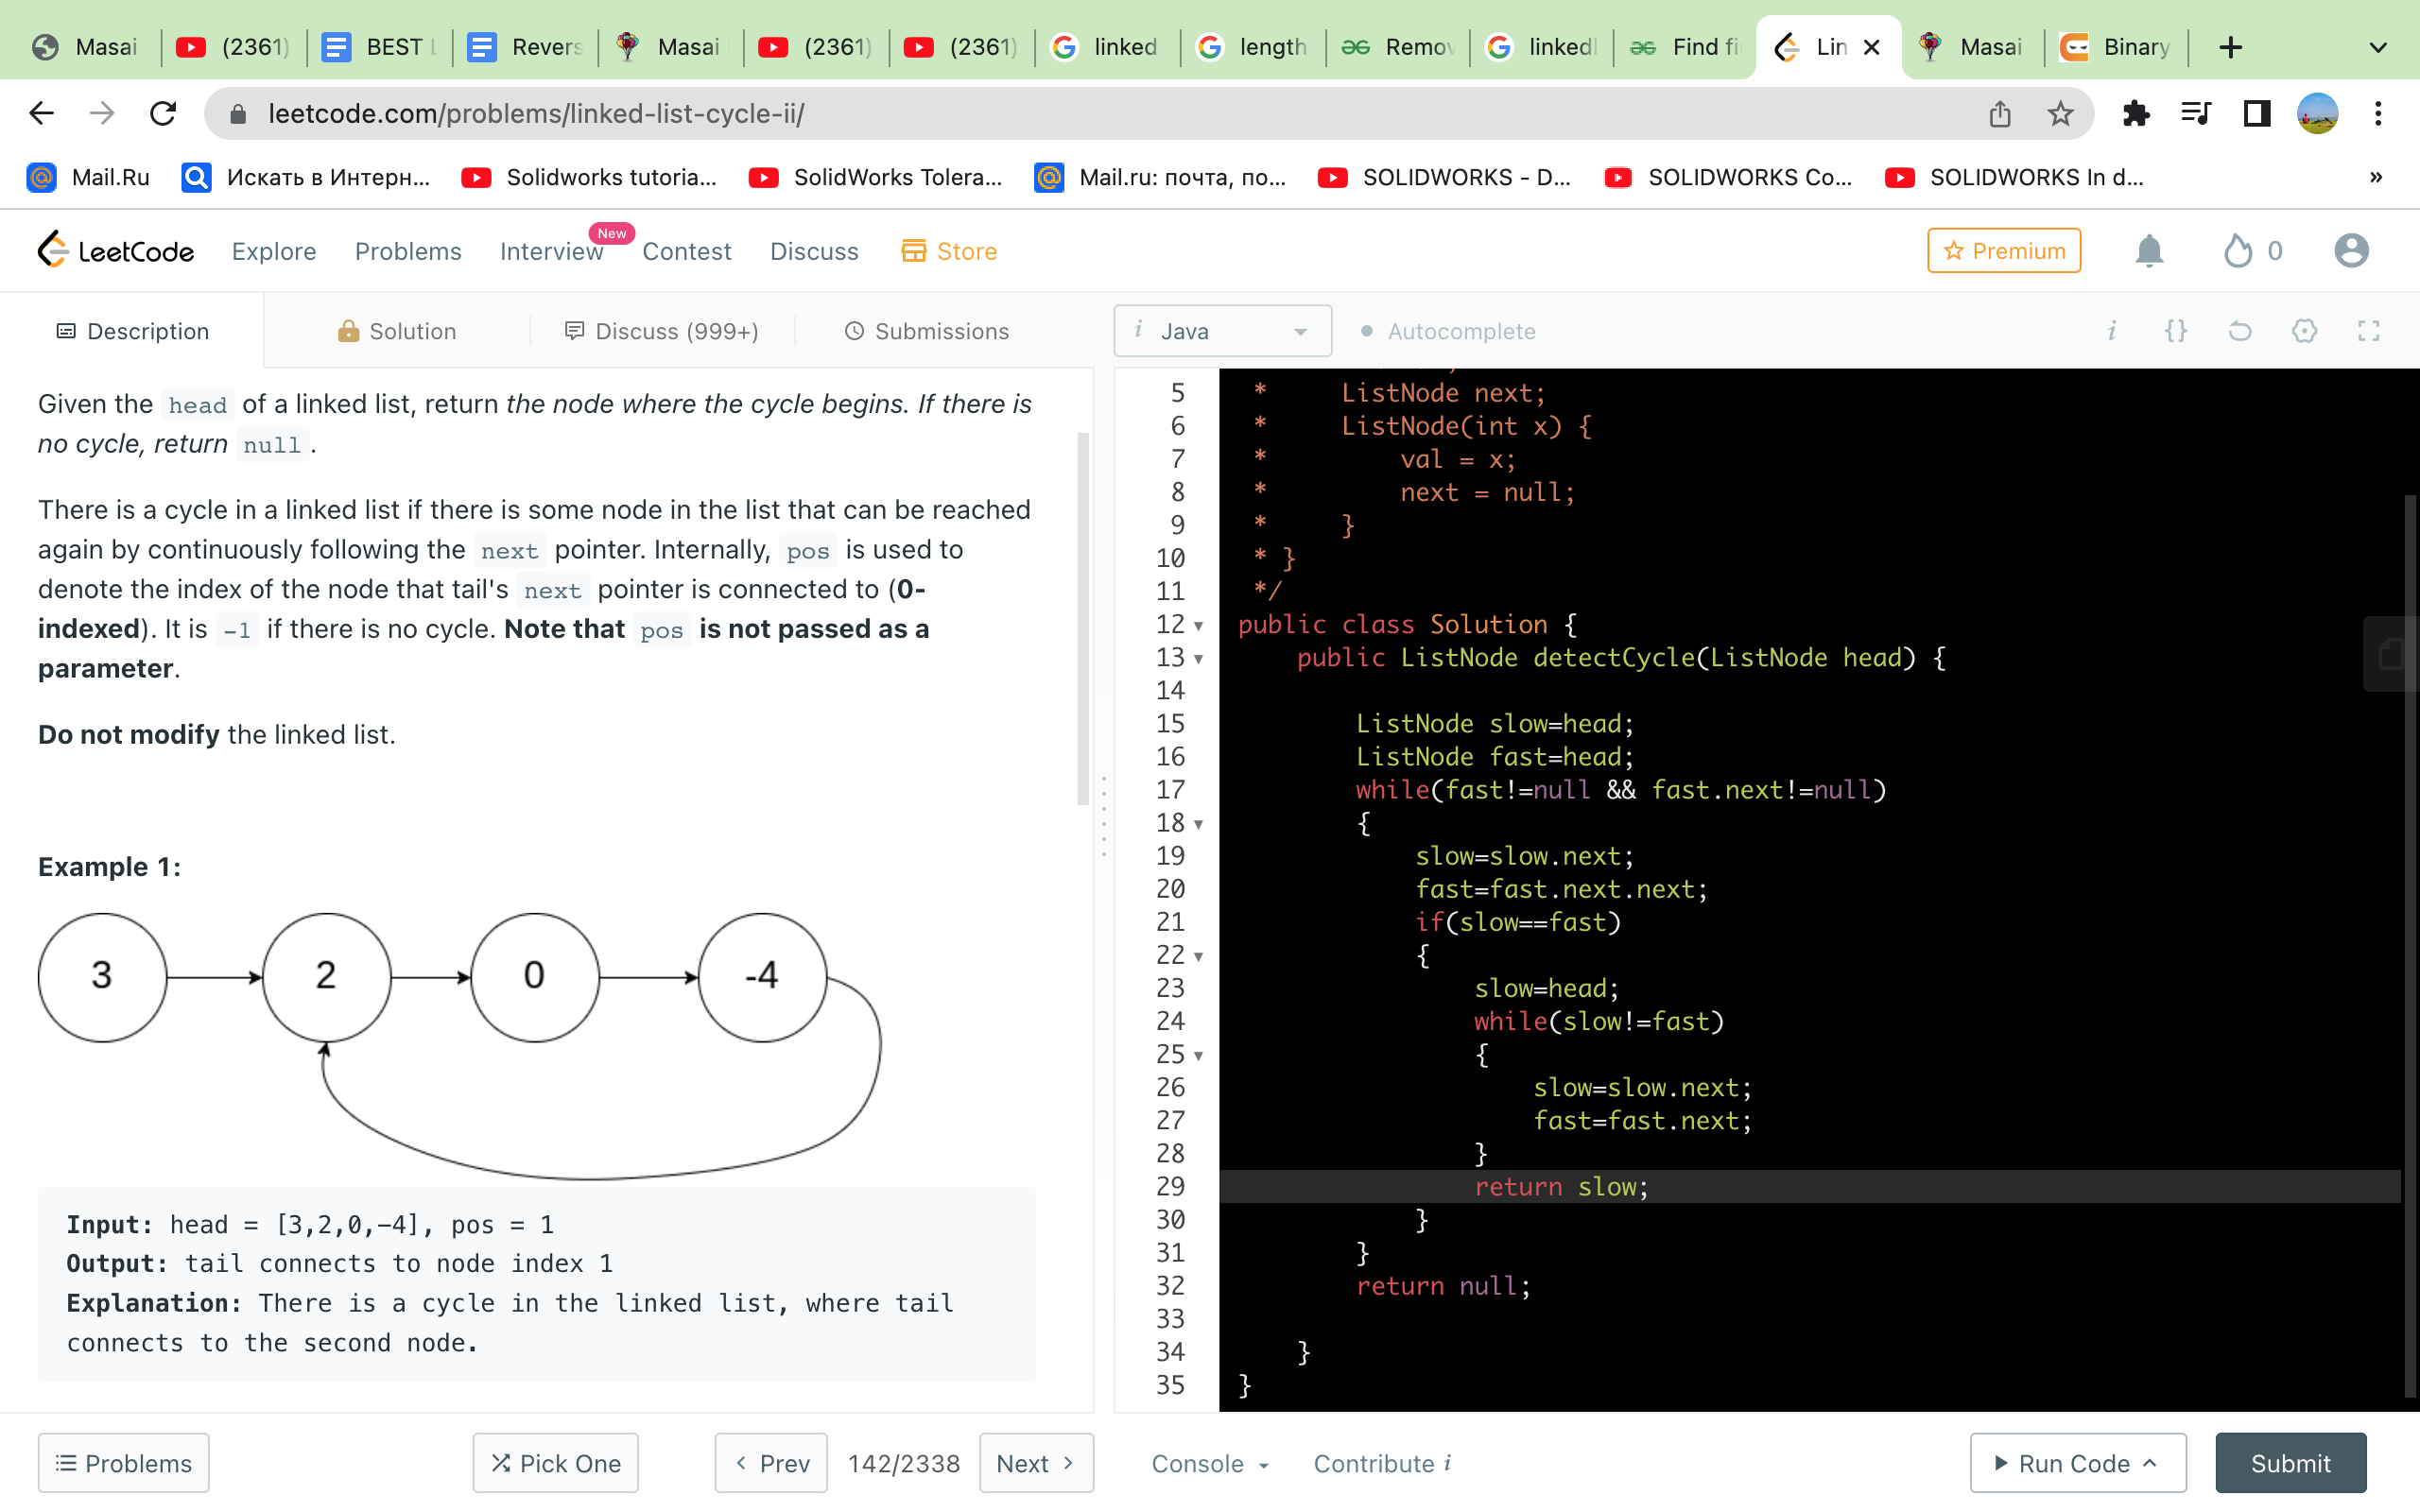 Masai
(2361)
BEST L
Revers
Masai
(2361)
(2361)
linked
length
Remov
linked
Find fi
Lin
Masai
Binary
leetcode.com/problems/linked-list-cycle-ii/
Mail.Ru
Искать в Интерн...
Solidworks tutoria...
SolidWorks Tolera...
Mail.ru: почта, по...
SOLIDWORKS - D...
SOLIDWORKS Co...
SOLIDWORKS In d...
»
LeetCode
Explore
Problems
Interview
New
Contest
Discuss
Store
Premium
0
Description
Solution
Discuss (999+)
Submissions
i Java
Autocomplete
i
{}
Given the head of a linked list, return the node where the cycle begins. If there is
no cycle, return null .
There is a cycle in a linked list if there is some node in the list that can be reached
again by continuously following the next pointer. Internally, pos is used to
denote the index of the node that tail's next pointer is connected to (0-
indexed). It is -1 if there is no cycle. Note that pos is not passed as a
parameter.
Do not modify the linked list.
Example 1:
3
2
0
-4
Input: head = [3,2,0,-4], pos = 1
Output: tail connects to node index 1
Explanation: There is a cycle in the linked list, where tail
connects to the second node.
5 * ListNode next;
6 * ListNode(int x) {
7 * val = x;
8 * next = null;
9 * }
10 * }
11 */
12 public class Solution {
13 public ListNode detectCycle(ListNode head) {
14
15 ListNode slow=head;
16 ListNode fast=head;
17 while(fast!=null && fast.next!=null)
18 {
19 slow=slow.next;
20 fast=fast.next.next;
21 if(slow==fast)
22 {
23 slow=head;
24 while(slow!=fast)
25 {
26 slow=slow.next;
27 fast=fast.next;
28 }
29 return slow;
30 }
31 }
32 return null;
33
34 }
35 }
Problems
Pick One
Prev
142/2338
Next
Console
Contribute i
Run Code
Submit